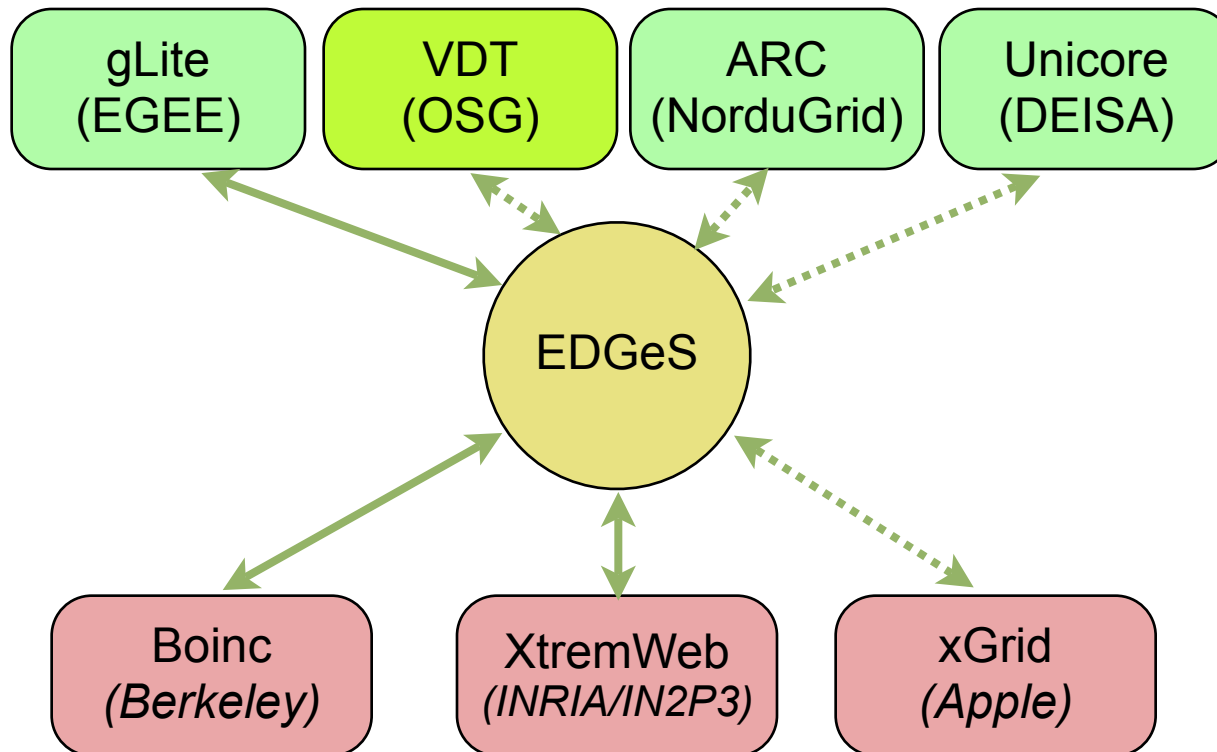 gLite
(EGEE)
VDT
(OSG)
ARC
(NorduGrid)
Unicore
(DEISA)
EDGeS
Boinc
(Berkeley)
XtremWeb
(INRIA/IN2P3)
xGrid
(Apple)